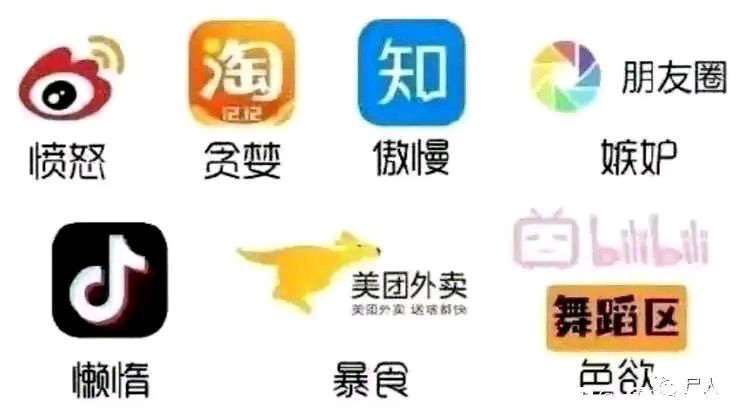 淘
12.12
知
朋友圈
愤怒
贪婪
傲慢
嫉妒
bilibili
美团外卖
美团外卖 送啥都快
舞蹈区
懒惰
暴食
色欲